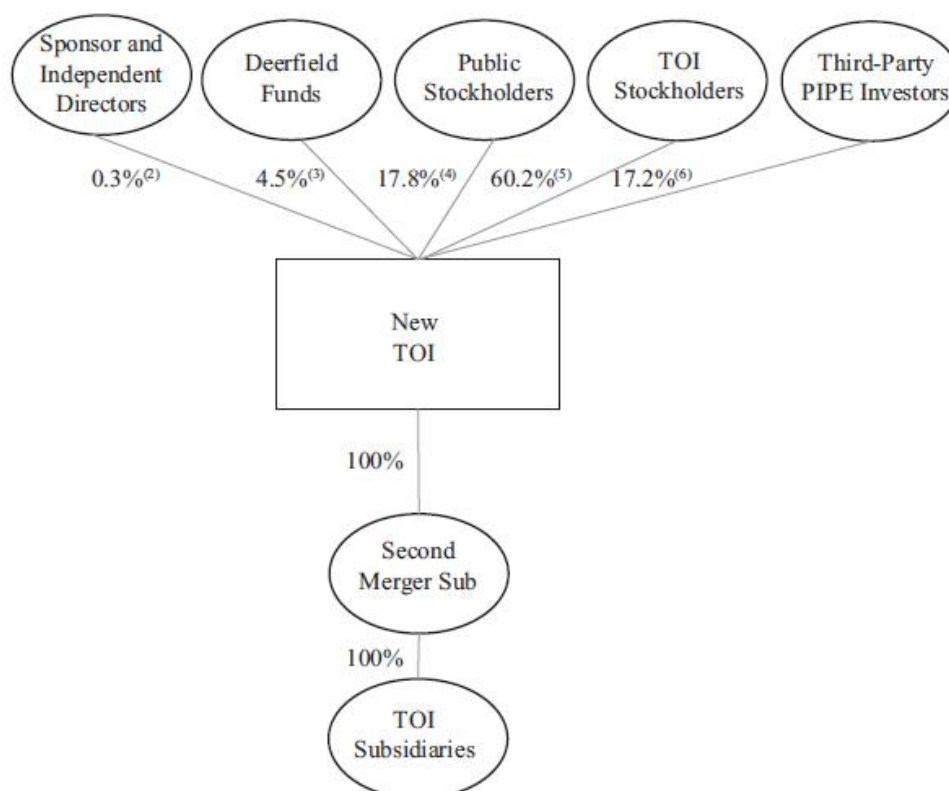 Sponsor and
Independent
Directors
Deerfield
Funds
Public
Stockholders
TOI
Stockholders
Third-Party
PIPE Investors
0.3%(2)
4.5%(3)
17.8%(4)
60.2%(5)
17.2%(6)
New
TOI
100%
Second
Merger Sub
100%
TOI
Subsidiaries